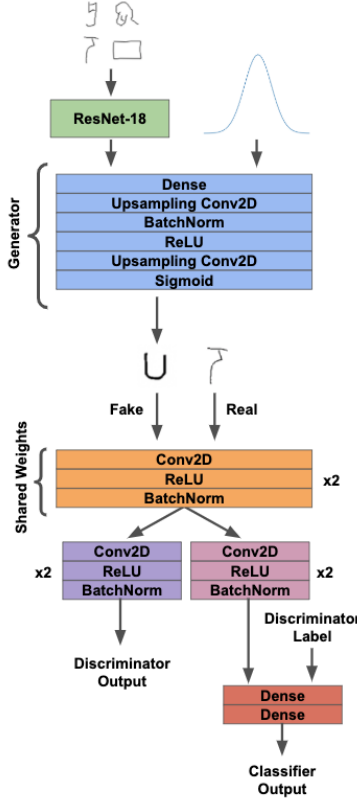 ResNet-18
Generator
Dense
Upsampling Conv2D
BatchNorm
ReLU
Upsampling Conv2D
Sigmoid
Fake
Real
Shared Weights
Conv2D
ReLU
BatchNorm
x2
x2
Conv2D
ReLU
BatchNorm
Conv2D
ReLU
BatchNorm
x2
Discriminator
Output
Discriminator
Label
Dense
Dense
Classifier
Output